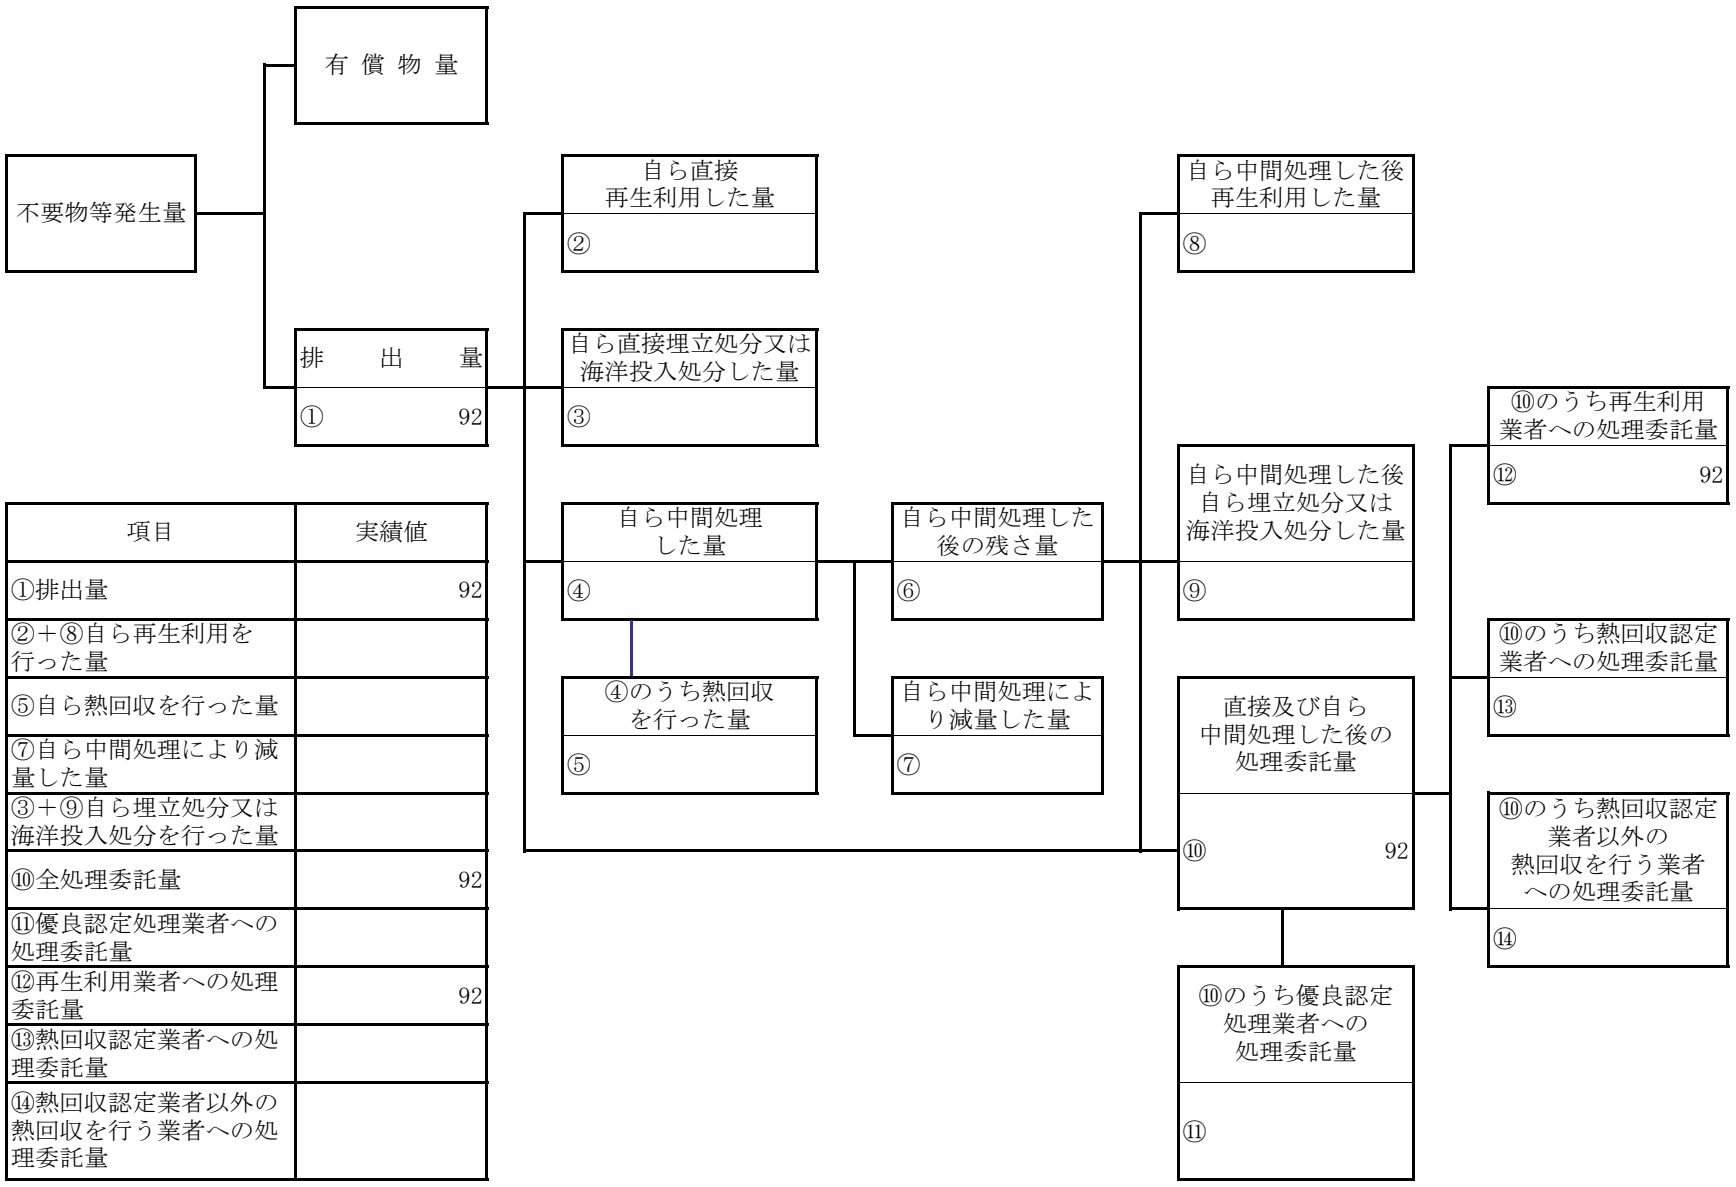 有償物量
不要物等発生量
排出量
① 92
自ら直接
再生利用した量
②
自ら直接埋立処分又は
海洋投入処分した量
③
自ら中間処理
した量
④
④のうち熱回収
を行った量
⑤
自ら中間処理した
後の残さ量
⑥
自ら中間処理によ
り減量した量
⑦
自ら中間処理した後
再生利用した量
⑧
自ら中間処理した後
自ら埋立処分又は
海洋投入処分した量
⑨
直接及び自ら
中間処理した後の
処理委託量
⑩ 92
⑩のうち優良認定
処理業者への
処理委託量
⑪
⑩のうち再生利用
業者への処理委託量
⑫ 92
⑩のうち熱回収認定
業者への処理委託量
⑬
⑩のうち熱回収認定
業者以外の
熱回収を行う業者
への処理委託量
⑭
項目 実績値
①排出量 92
②+⑧自ら再生利用を
行った量
⑤自ら熱回収を行った量
⑦自ら中間処理により減
量した量
③+⑨自ら埋立処分又は
海洋投入処分を行った量
⑩全処理委託量 92
⑪優良認定処理業者への
処理委託量
⑫再生利用業者への処理
委託量 92
⑬熱回収認定業者への処
理委託量
⑭熱回収認定業者以外の
熱回収を行う業者への処
理委託量